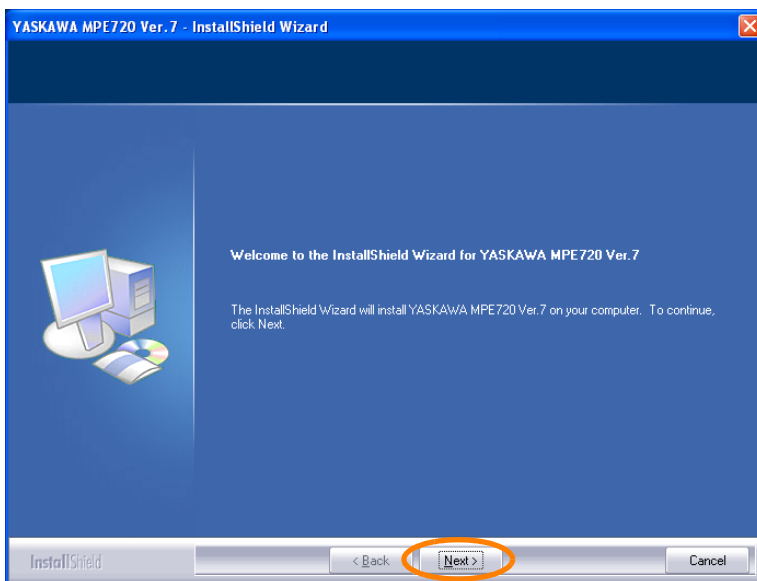 YASKAWA MPE720 Ver.7 - InstallShield Wizard
Welcome to the InstallShield Wizard for YASKAWA MPE720 Ver.7
The InstallShield Wizard will install YASKAWA MPE720 Ver.7 on your computer. To continue,
click Next.
InstallShield
< Back
Next >
Cancel